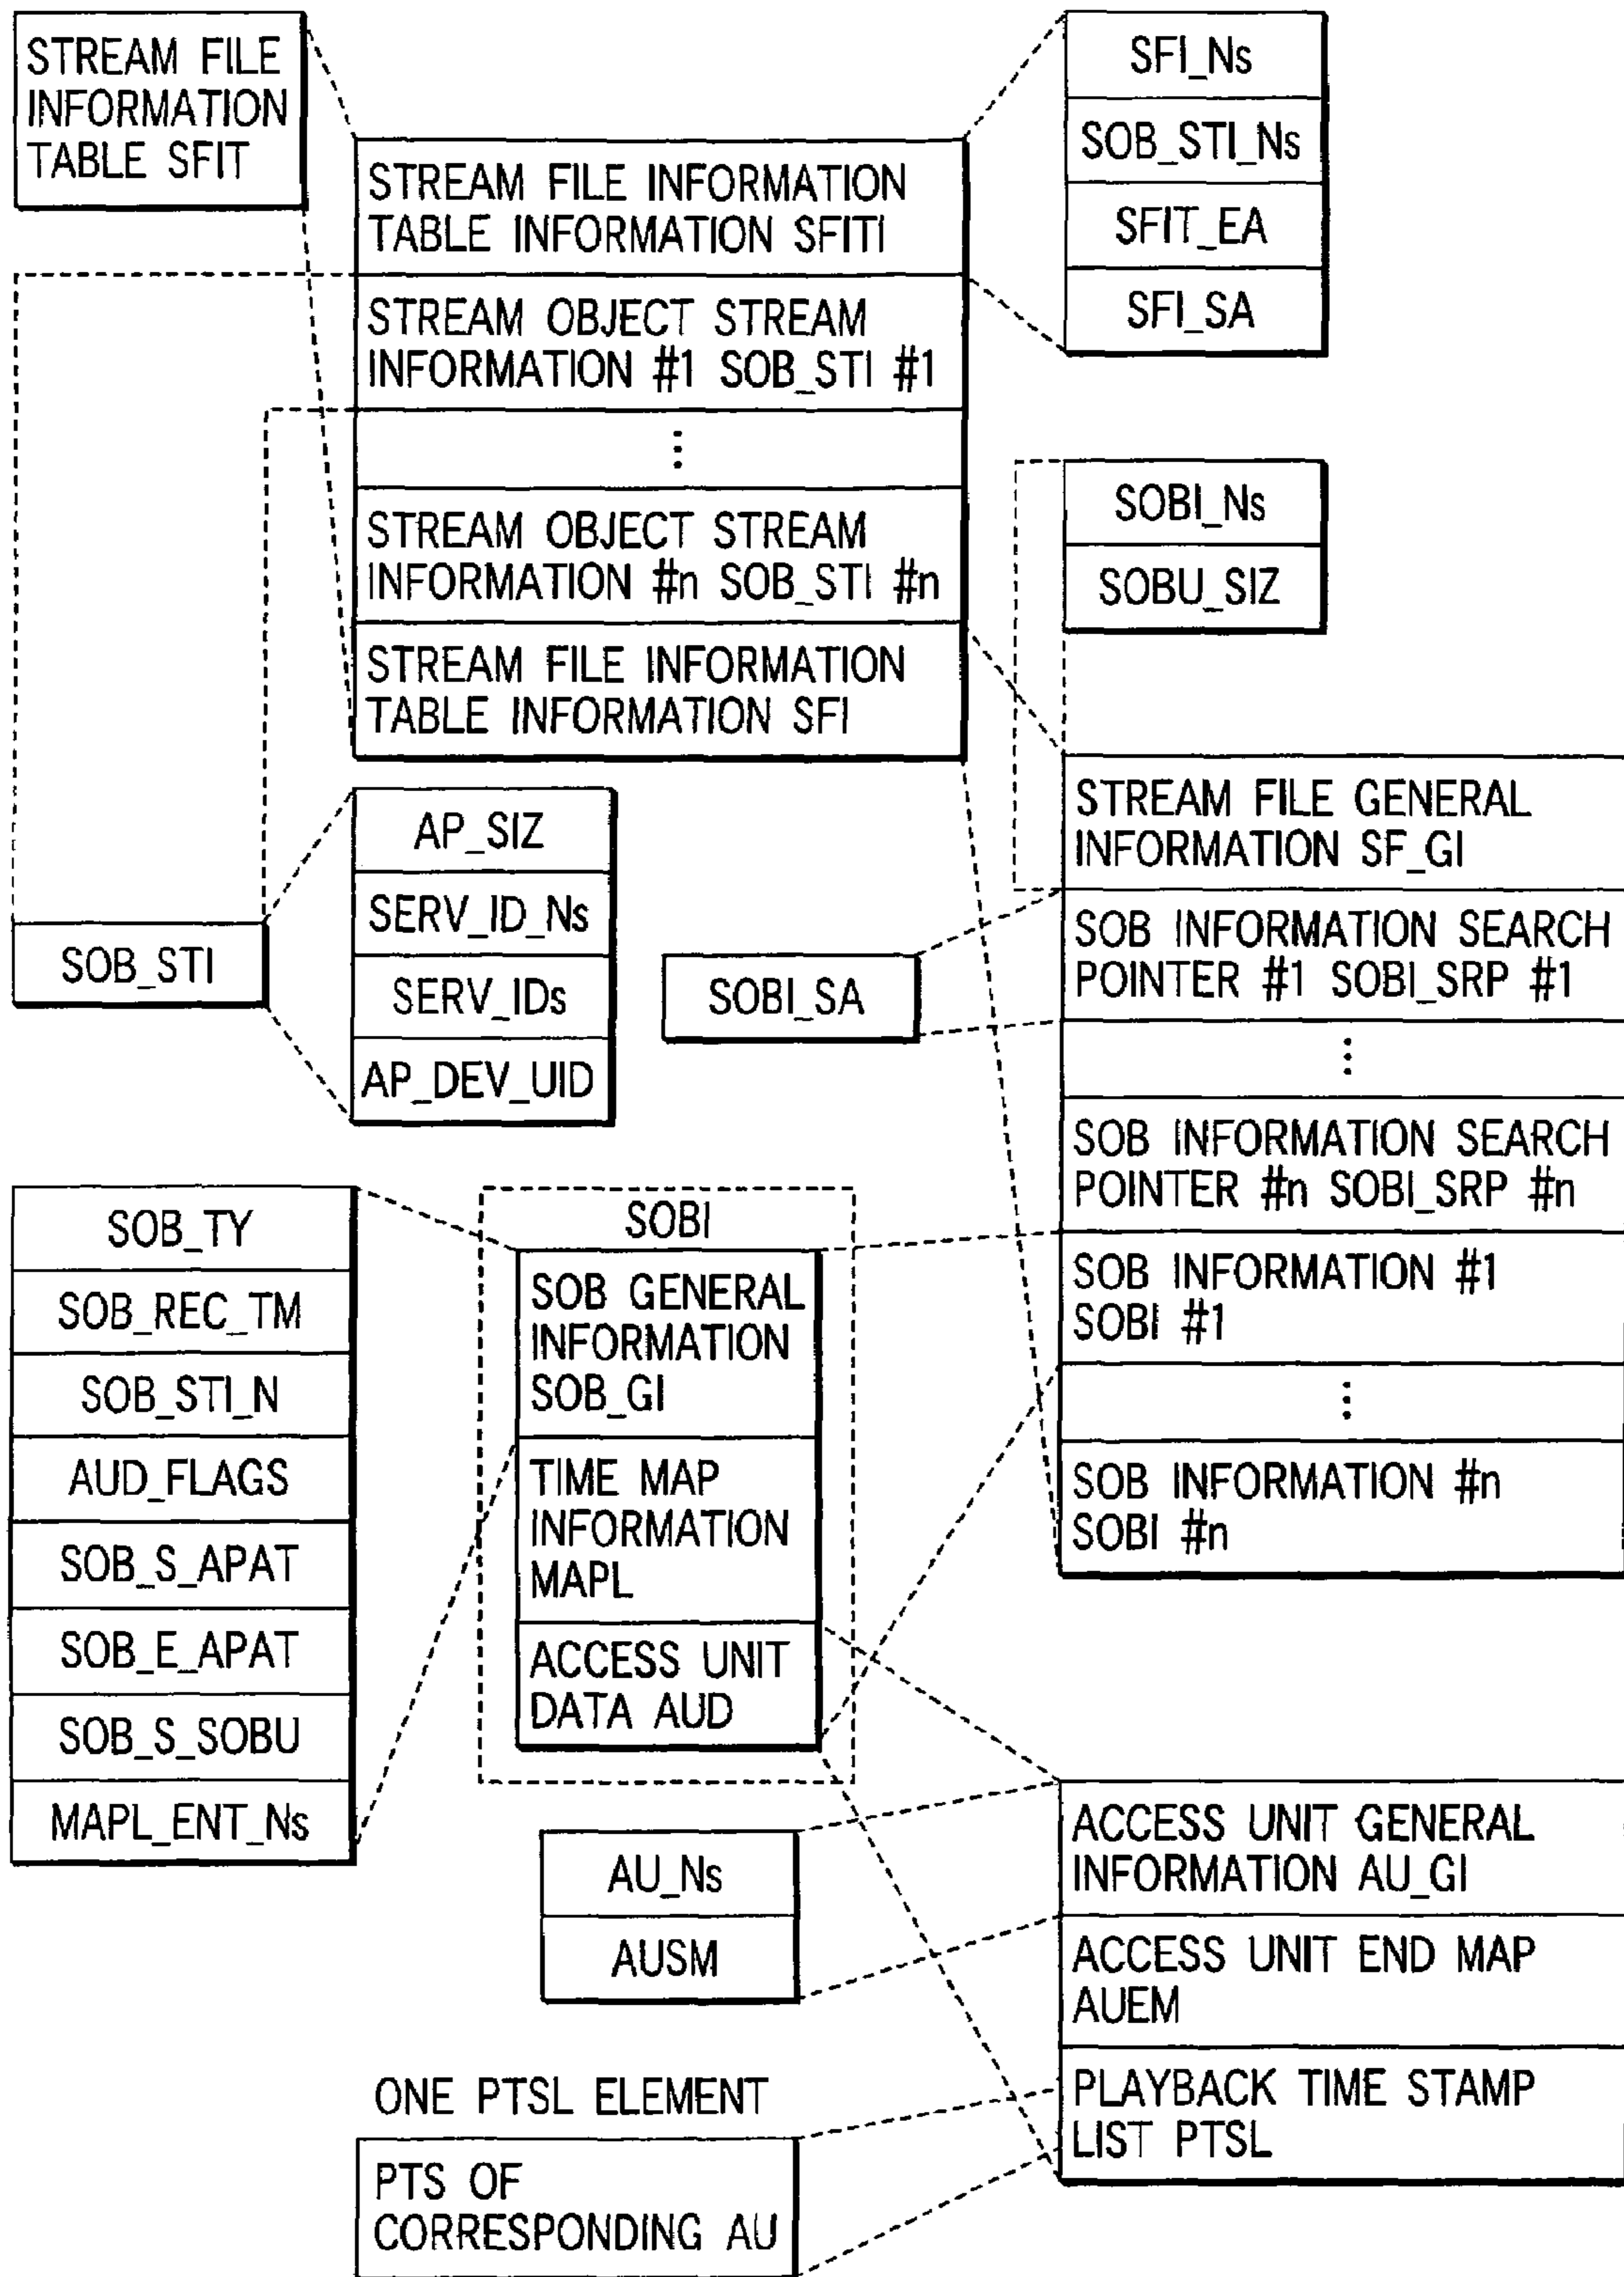 STREAM FILE
INFORMATION
TABLE SFIT
STREAM FILE INFORMATION
TABLE INFORMATION SFITI
STREAM OBJECT STREAM
INFORMATION #1 SOB_STI #1
⋮
STREAM OBJECT STREAM
INFORMATION #n SOB_STI #n
STREAM FILE INFORMATION
TABLE INFORMATION SFI
SFI_Ns
SOB_STI_Ns
SFIT_EA
SFI_SA
SOBI_Ns
SOBU_SIZ
STREAM FILE GENERAL
INFORMATION SF_GI
SOB INFORMATION SEARCH
POINTER #1 SOBI_SRP #1
⋮
SOB INFORMATION SEARCH
POINTER #n SOBI_SRP #n
SOB INFORMATION #1
SOBI #1
⋮
SOB INFORMATION #n
SOBI #n
SOB_STI
AP_SIZ
SERV_ID_Ns
SERV_IDs
AP_DEV_UID
SOBI_SA
SOB_TY
SOB_REC_TM
SOB_STI_N
AUD_FLAGS
SOB_S_APAT
SOB_E_APAT
SOB_S_SOBU
MAPL_ENT_Ns
SOBI
SOB GENERAL
INFORMATION
SOB_GI
TIME MAP
INFORMATION
MAPL
ACCESS UNIT
DATA AUD
AU_Ns
AUSM
ACCESS UNIT GENERAL
INFORMATION AU_GI
ACCESS UNIT END MAP
AUEM
PLAYBACK TIME STAMP
LIST PTSL
ONE PTSL ELEMENT
PTS OF
CORRESPONDING AU